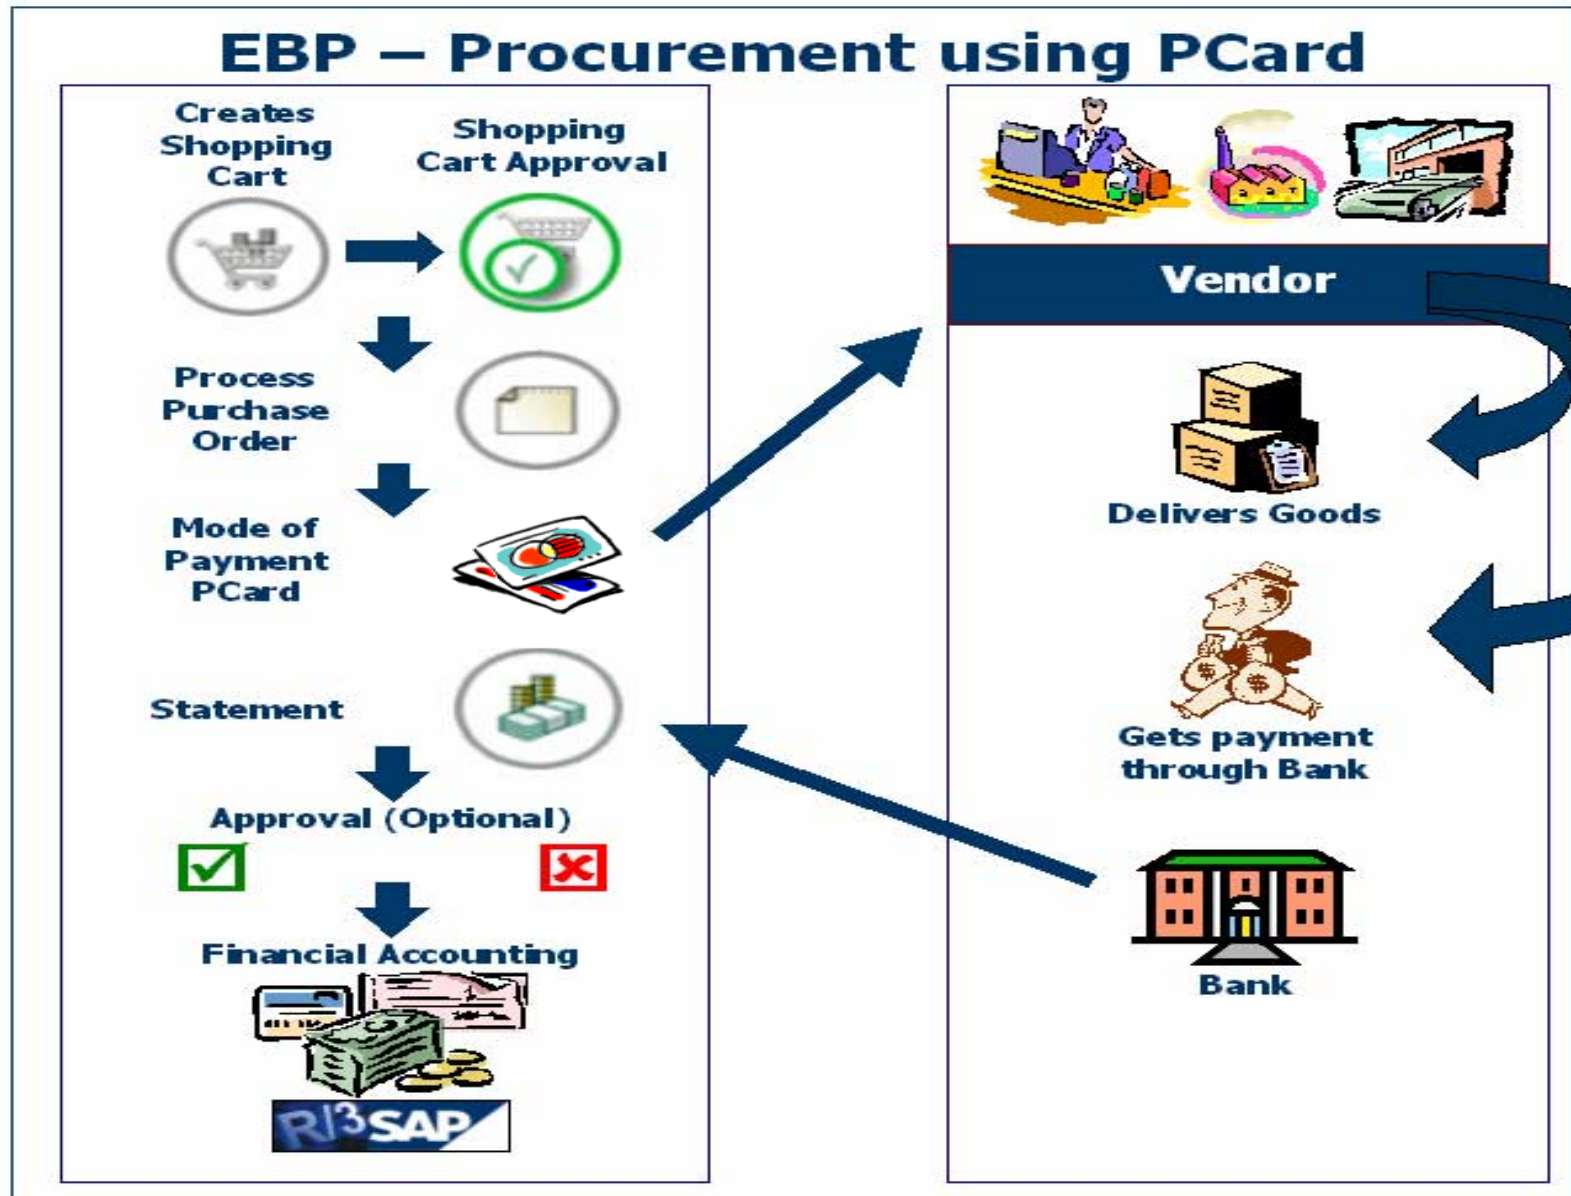 EBP – Procurement using PCard
Creates
Shopping
Cart
Shopping
Cart Approval
Process
Purchase
Order
Mode of
Payment
PCard
Statement
Approval (Optional)
Financial Accounting
R/3 SAP
Vendor
Delivers Goods
$ $
Gets payment
through Bank
Bank